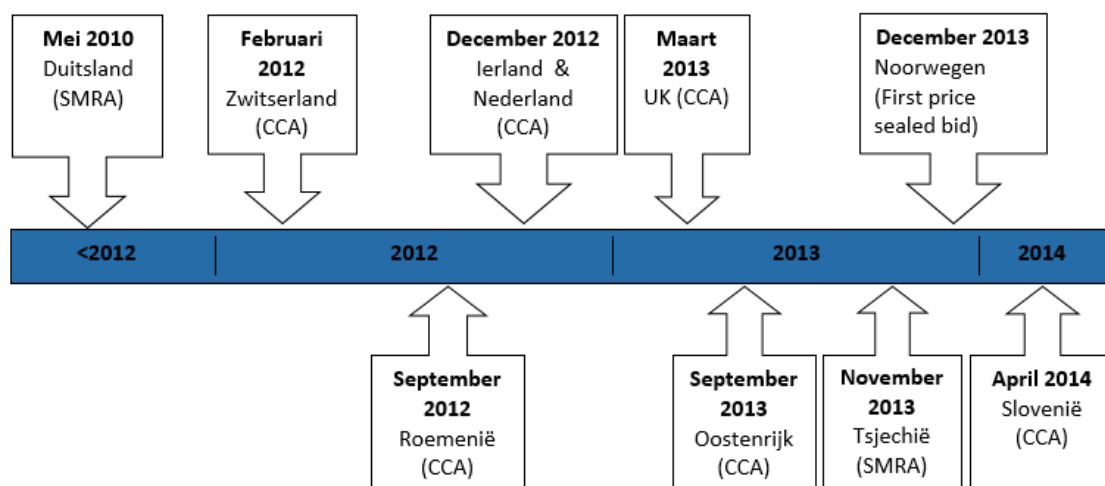 Mei 2010
Duitsland
(SMRA)
Februari
2012
Zwitserland
(CCA)
December 2012
Ierland &
Nederland
(CCA)
Maart
2013
UK (CCA)
December 2013
Noorwegen
(First price
sealed bid)
<2012
2012
2013
2014
September
2012
Roemenië
(CCA)
September
2013
Oostenrijk
(CCA)
November
2013
Tsjechië
(SMRA)
April 2014
Slovenië
(CCA)